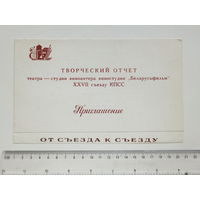 ТВОРЧЕСКИЙ ОТЧЕТ
театра — студии киноактера киностудии „Беларусьфильм"
XXVII съезду КПСС
Приглашение
ОТ СЪЕЗДА К СЪЕЗДУ